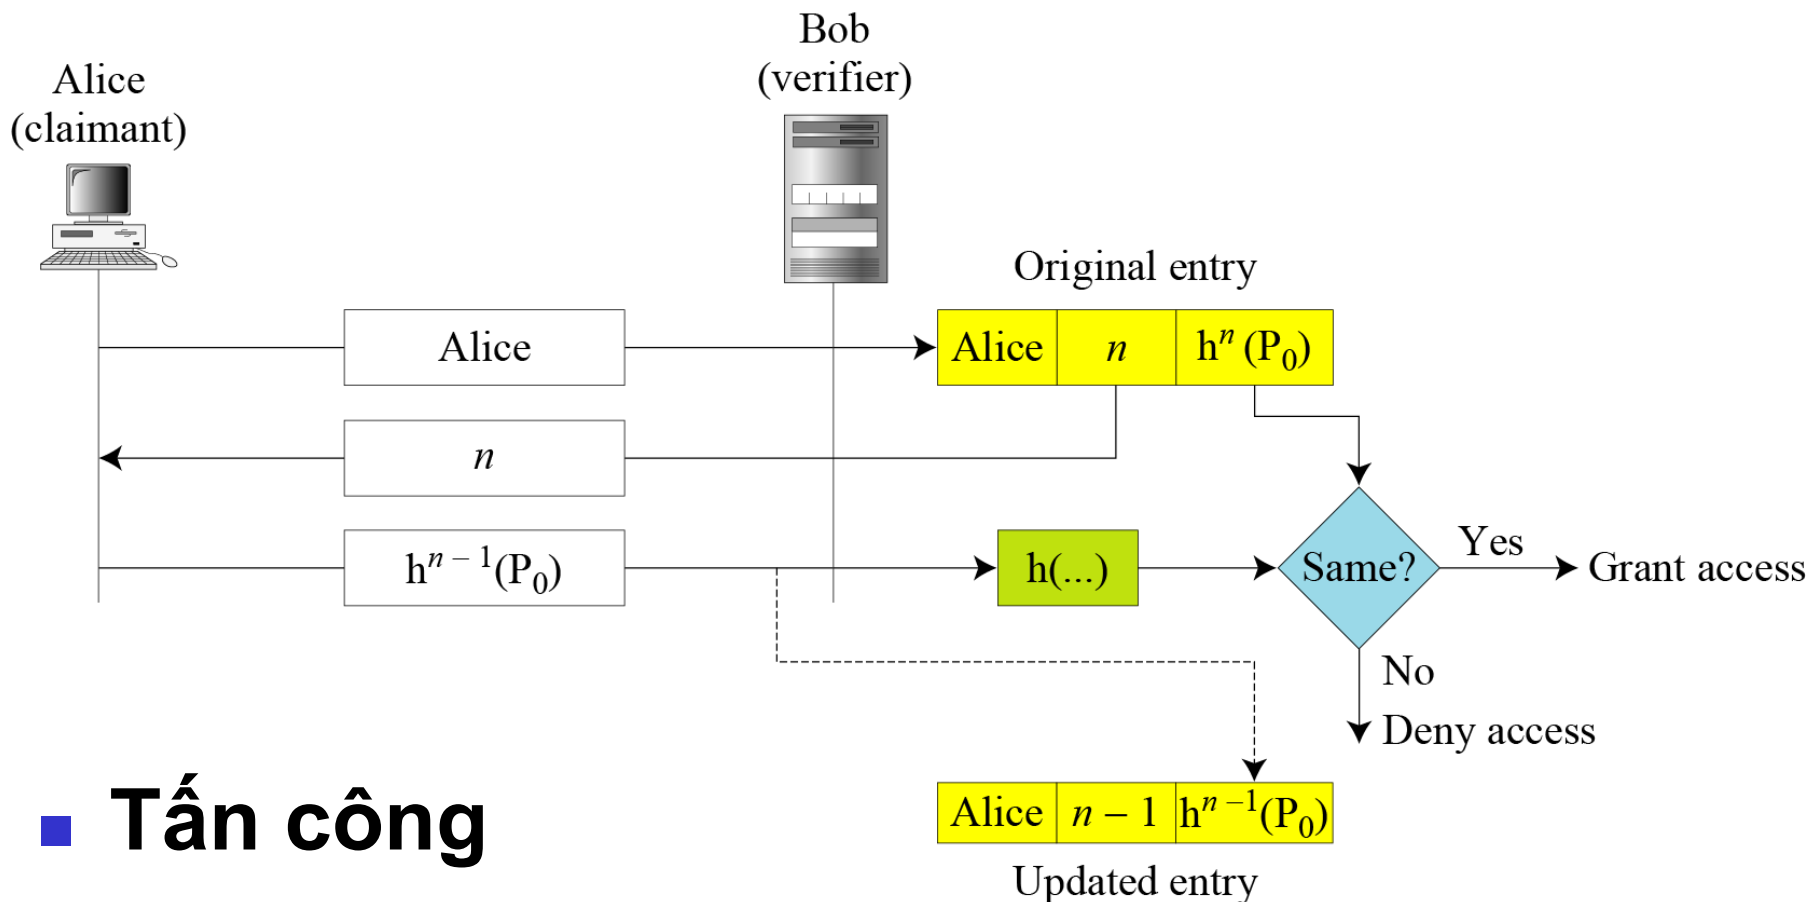 Bob
(verifier)
Alice
(claimant)
Original entry
Alice
Alice n hⁿ (P₀)
n
hⁿ⁻¹(P₀)
h(...)
Same?
Yes
Grant access
No
Deny access
Tấn công
Alice n − 1 hⁿ⁻¹(P₀)
Updated entry